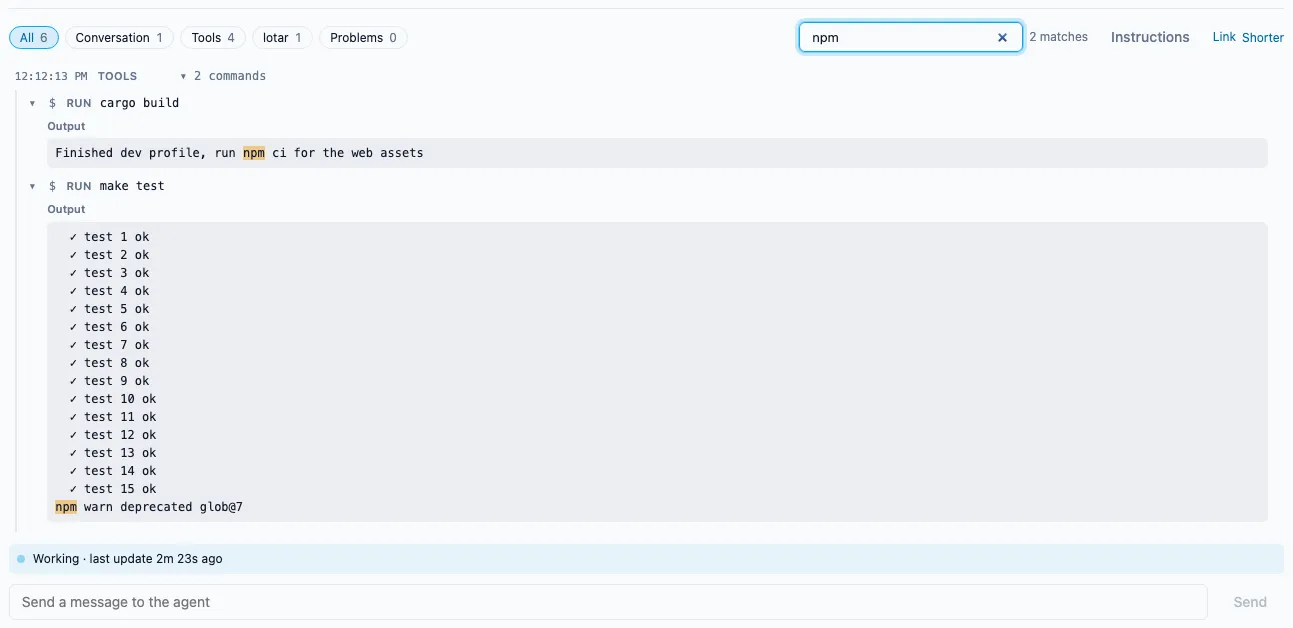 All 6 Conversation 1 Tools 4 lotar 1 Problems 0 npm × 2 matches Instructions Link Shorter
12:12:13 PM TOOLS ▾ 2 commands
▾ $ RUN cargo build
Output
Finished dev profile, run npm ci for the web assets
▾ $ RUN make test
Output
✓ test 1 ok
✓ test 2 ok
✓ test 3 ok
✓ test 4 ok
✓ test 5 ok
✓ test 6 ok
✓ test 7 ok
✓ test 8 ok
✓ test 9 ok
✓ test 10 ok
✓ test 11 ok
✓ test 12 ok
✓ test 13 ok
✓ test 14 ok
✓ test 15 ok
npm warn deprecated glob@7
Working · last update 2m 23s ago
Send a message to the agent Send